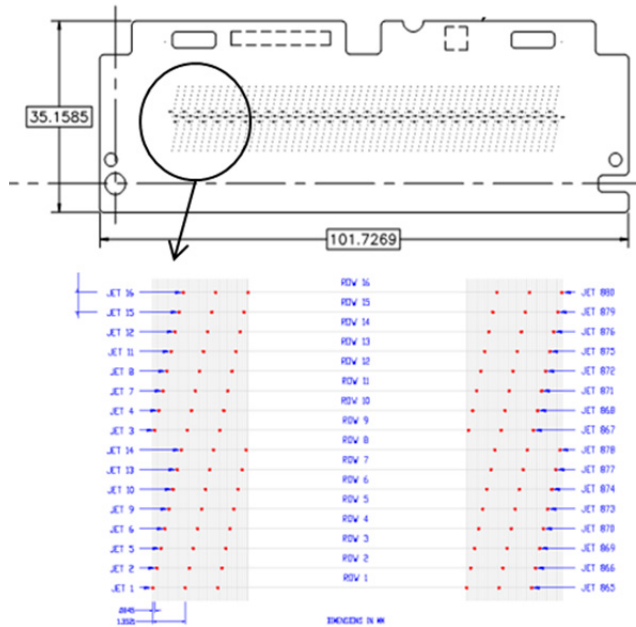 35.1585
101.7269
ROW 16
JET 16 JET 880
ROW 15
JET 15 JET 879
ROW 14
JET 12 JET 876
ROW 13
JET 11 JET 875
ROW 12
JET 8 JET 872
ROW 11
JET 7 JET 871
ROW 10
JET 4 JET 868
ROW 9
JET 3 JET 867
ROW 8
JET 14 JET 878
ROW 7
JET 13 JET 877
ROW 6
JET 10 JET 874
ROW 5
JET 9 JET 873
ROW 4
JET 6 JET 870
ROW 3
JET 5 JET 869
ROW 2
JET 2 JET 866
ROW 1
JET 1 JET 865
DIMENSIONS IN MM